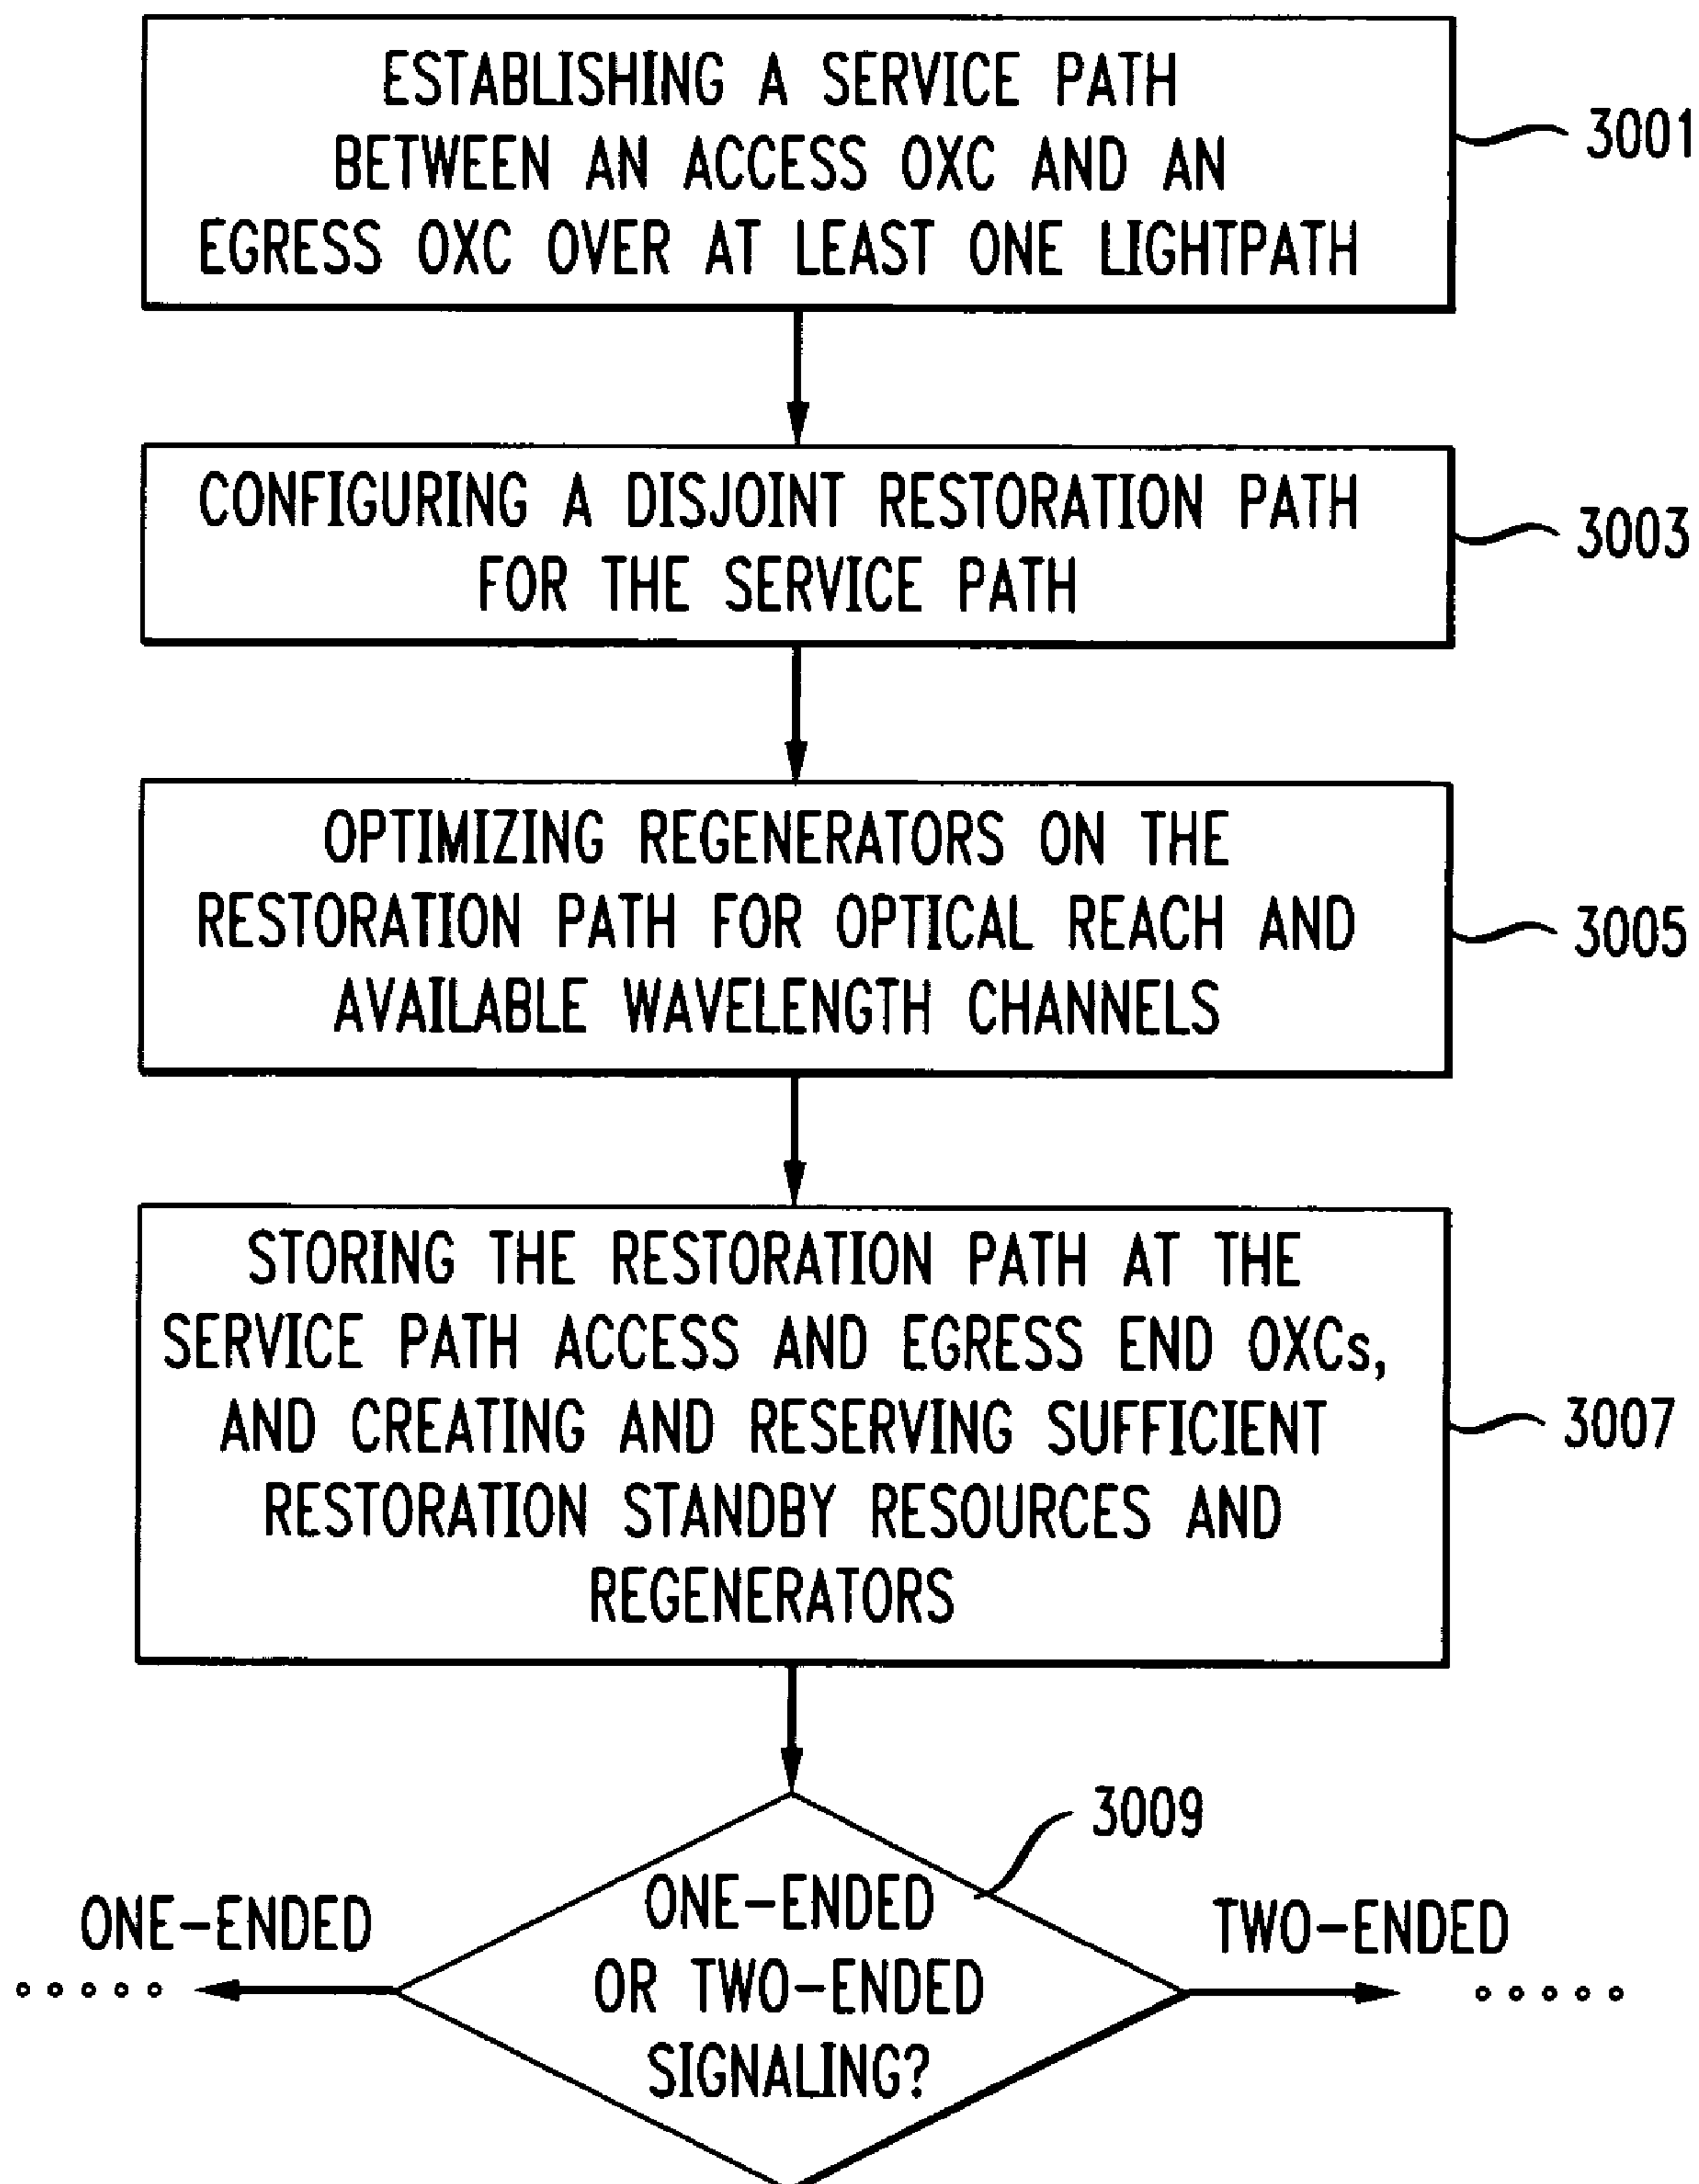 ESTABLISHING A SERVICE PATH
BETWEEN AN ACCESS OXC AND AN
EGRESS OXC OVER AT LEAST ONE LIGHTPATH
3001
CONFIGURING A DISJOINT RESTORATION PATH
FOR THE SERVICE PATH
3003
OPTIMIZING REGENERATORS ON THE
RESTORATION PATH FOR OPTICAL REACH AND
AVAILABLE WAVELENGTH CHANNELS
3005
STORING THE RESTORATION PATH AT THE
SERVICE PATH ACCESS AND EGRESS END OXCs,
AND CREATING AND RESERVING SUFFICIENT
RESTORATION STANDBY RESOURCES AND
REGENERATORS
3007
3009
ONE-ENDED
OR TWO-ENDED
SIGNALING?
ONE-ENDED
TWO-ENDED